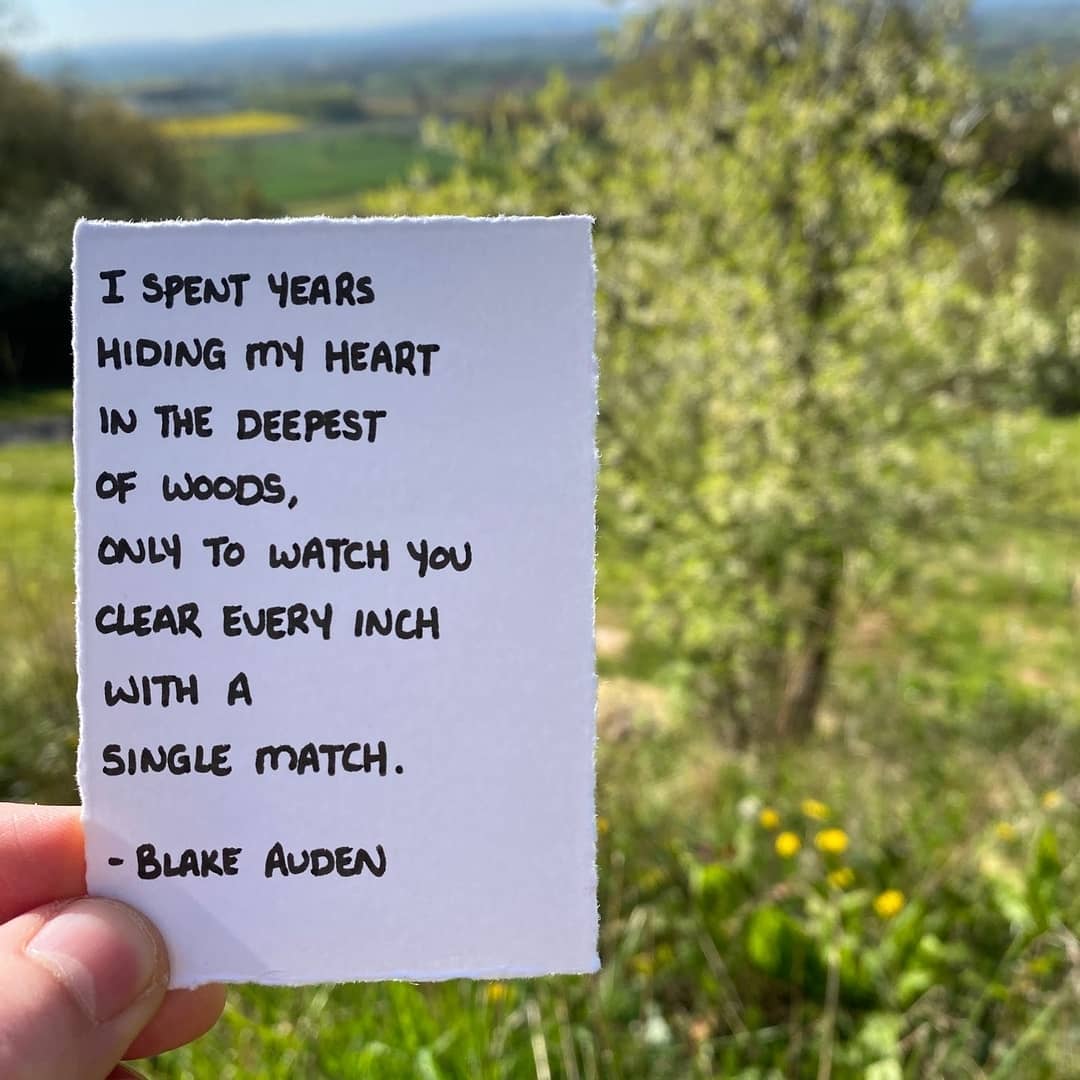 I SPENT YEARS
HIDING MY HEART
IN THE DEEPEST
OF WOODS,
ONLY TO WATCH YOU
CLEAR EVERY INCH
WITH A
SINGLE MATCH.
- BLAKE AUDEN